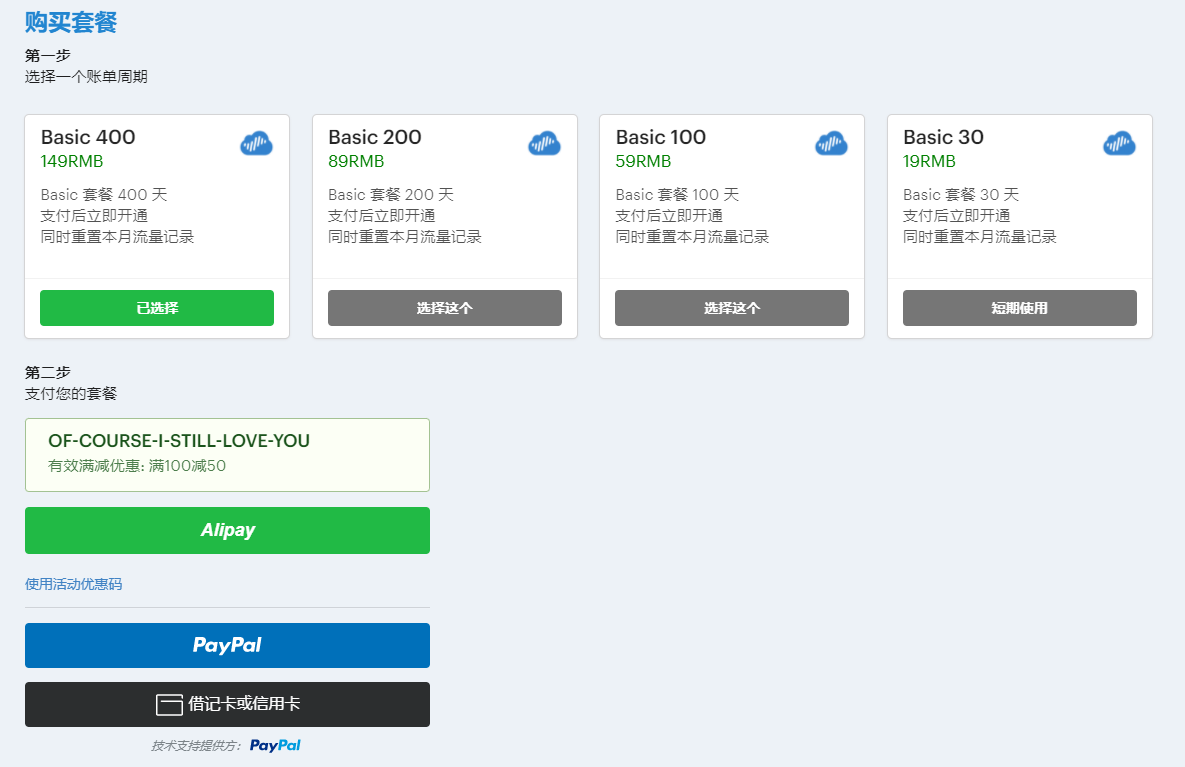 购买套餐
第一步
选择一个账单周期
Basic 400
149RMB
Basic 套餐 400 天
支付后立即开通
同时重置本月流量记录
已选择
Basic 200
89RMB
Basic 套餐 200 天
支付后立即开通
同时重置本月流量记录
选择这个
Basic 100
59RMB
Basic 套餐 100 天
支付后立即开通
同时重置本月流量记录
选择这个
Basic 30
19RMB
Basic 套餐 30 天
支付后立即开通
同时重置本月流量记录
短期使用
第二步
支付您的套餐
OF-COURSE-I-STILL-LOVE-YOU
有效满减优惠: 满100减50
Alipay
使用活动优惠码
PayPal
借记卡或信用卡
技术支持提供方: PayPal